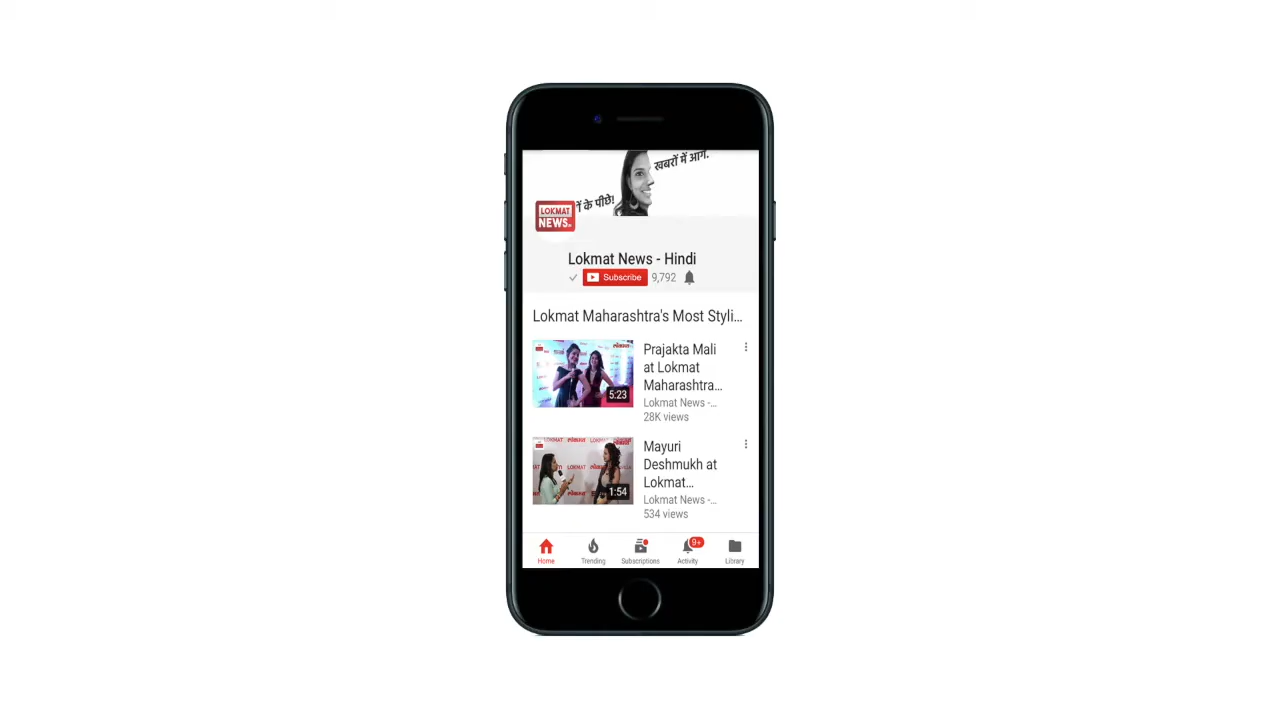 खबरों में आगे.
के पीछे!
LOKMAT
NEWS
Lokmat News - Hindi
Subscribe 9,792
Lokmat Maharashtra's Most Styli...
Prajakta Mali
at Lokmat
Maharashtra...
Lokmat News -...
28K views
5:23
Mayuri
Deshmukh at
Lokmat...
Lokmat News -...
534 views
1:54
9+
Home Trending Subscriptions Activity Library